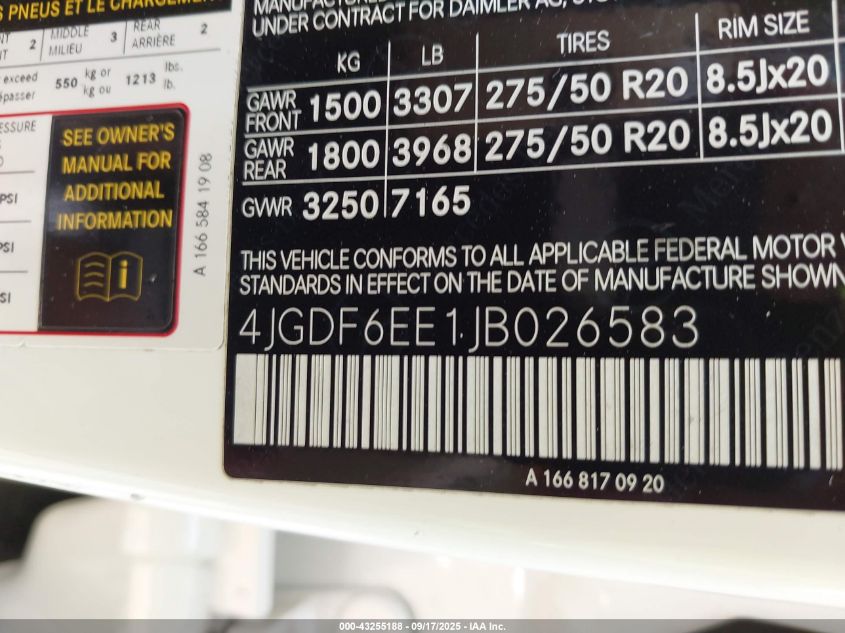 S PNEUS ET LE CHARGEMENT
2 MIDDLE MILIEU 3 REAR ARRIÈRE 2
exceed 550 kg or kg ou 1213 lbs. lb.
SEE OWNER'S
MANUAL FOR
ADDITIONAL
INFORMATION
i
PSI
PSI
A 166 584 19 08
UNDER CONTRACT FOR DAIMLER AG,
KG LB TIRES RIM SIZE
GAWR FRONT 1500 3307 275/50 R20 8.5Jx20
GAWR REAR 1800 3968 275/50 R20 8.5Jx20
GVWR 3250 7165
THIS VEHICLE CONFORMS TO ALL APPLICABLE FEDERAL MOTOR
STANDARDS IN EFFECT ON THE DATE OF MANUFACTURE SHOWN
4JGDF6EE1JB026583
A 166 817 09 20
000-43255188 - 09/17/2025 - IAA Inc.